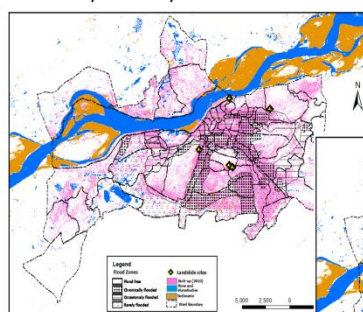 N
Legend
Flood Zones
Flood free
Chronically flooded
Occasionally flooded
Rarely flooded
Landslide sites
Built-up (2015)
River and
Waterbodies
Sediments
Ward Boundary
5,000 2,500 0